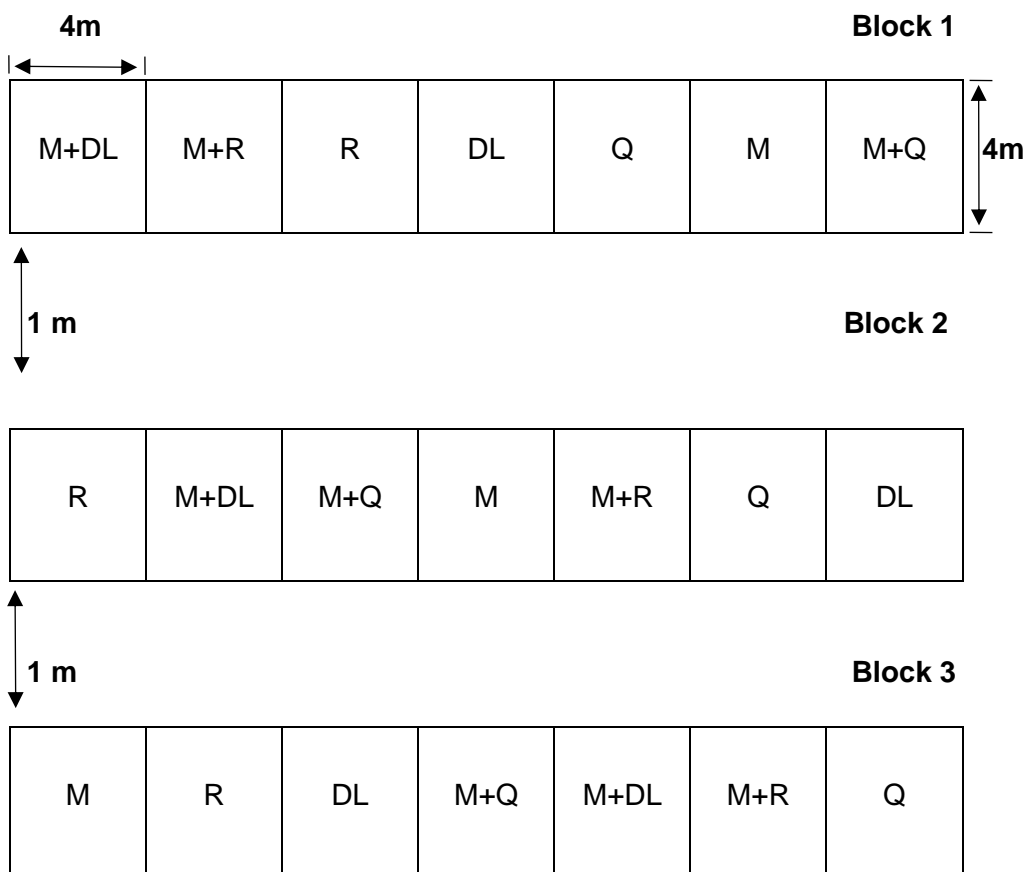 4m Block 1
M+DL M+R R DL Q M M+Q 4m
1 m Block 2
R M+DL M+Q M M+R Q DL
1 m Block 3
M R DL M+Q M+DL M+R Q